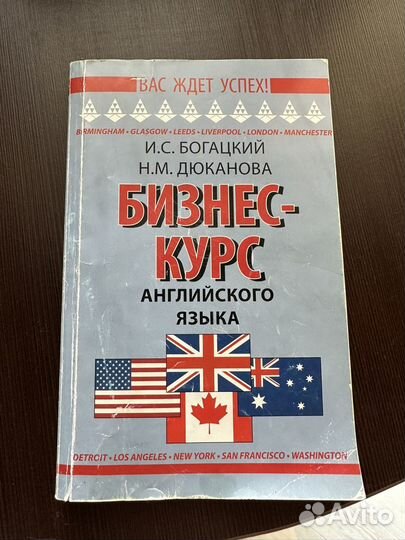 ВАС ЖДЕТ УСПЕХ!
BIRMINGHAM • GLASGOW • LEEDS • LIVERPOOL • LONDON • MANCHESTER
И.С. БОГАЦКИЙ
Н.М. ДЮКАНОВА
БИЗНЕС-
КУРС
АНГЛИЙСКОГО
ЯЗЫКА
DETROIT • LOS ANGELES • NEW YORK • SAN FRANCISCO • WASHINGTON
Avito